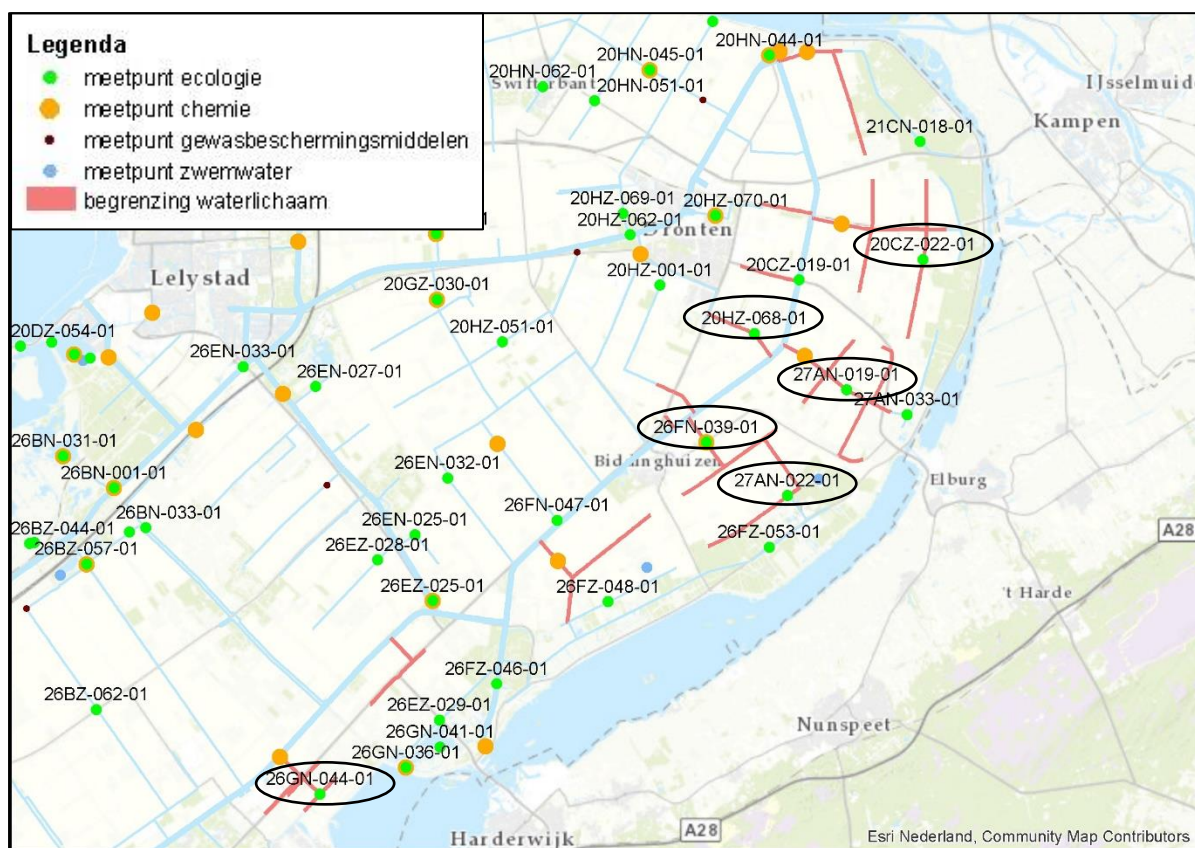 Legenda
meetpunt ecologie
meetpunt chemie
meetpunt gewasbeschermingsmiddelen
meetpunt zwemwater
begrenzing waterlichaam
20HN-044-01
20HN-045-01
20HN-062-01
Swifterbant
20HN-051-01
IJsselmuide
Kampen
21CN-018-01
20HZ-069-01
20HZ-070-01
20HZ-062-01
Dronten
20CZ-022-01
Lelystad
20HZ-001-01
20CZ-019-01
20GZ-030-01
20HZ-068-01
20DZ-054-01
20HZ-051-01
26EN-033-01
26EN-027-01
27AN-019-01
27AN-033-01
26FN-039-01
26BN-031-01
Biddinghuizen
26EN-032-01
26BN-001-01
27AN-022-01
Elburg
26FN-047-01
26BN-033-01
26BZ-044-01
26EN-025-01
26FZ-053-01
A28
26BZ-057-01
26EZ-028-01
26EZ-025-01
26FZ-048-01
't Harde
26FZ-046-01
26BZ-062-01
26EZ-029-01
Nunspeet
26GN-041-01
26GN-036-01
26GN-044-01
A28
Harderwijk
Esri Nederland, Community Map Contributors